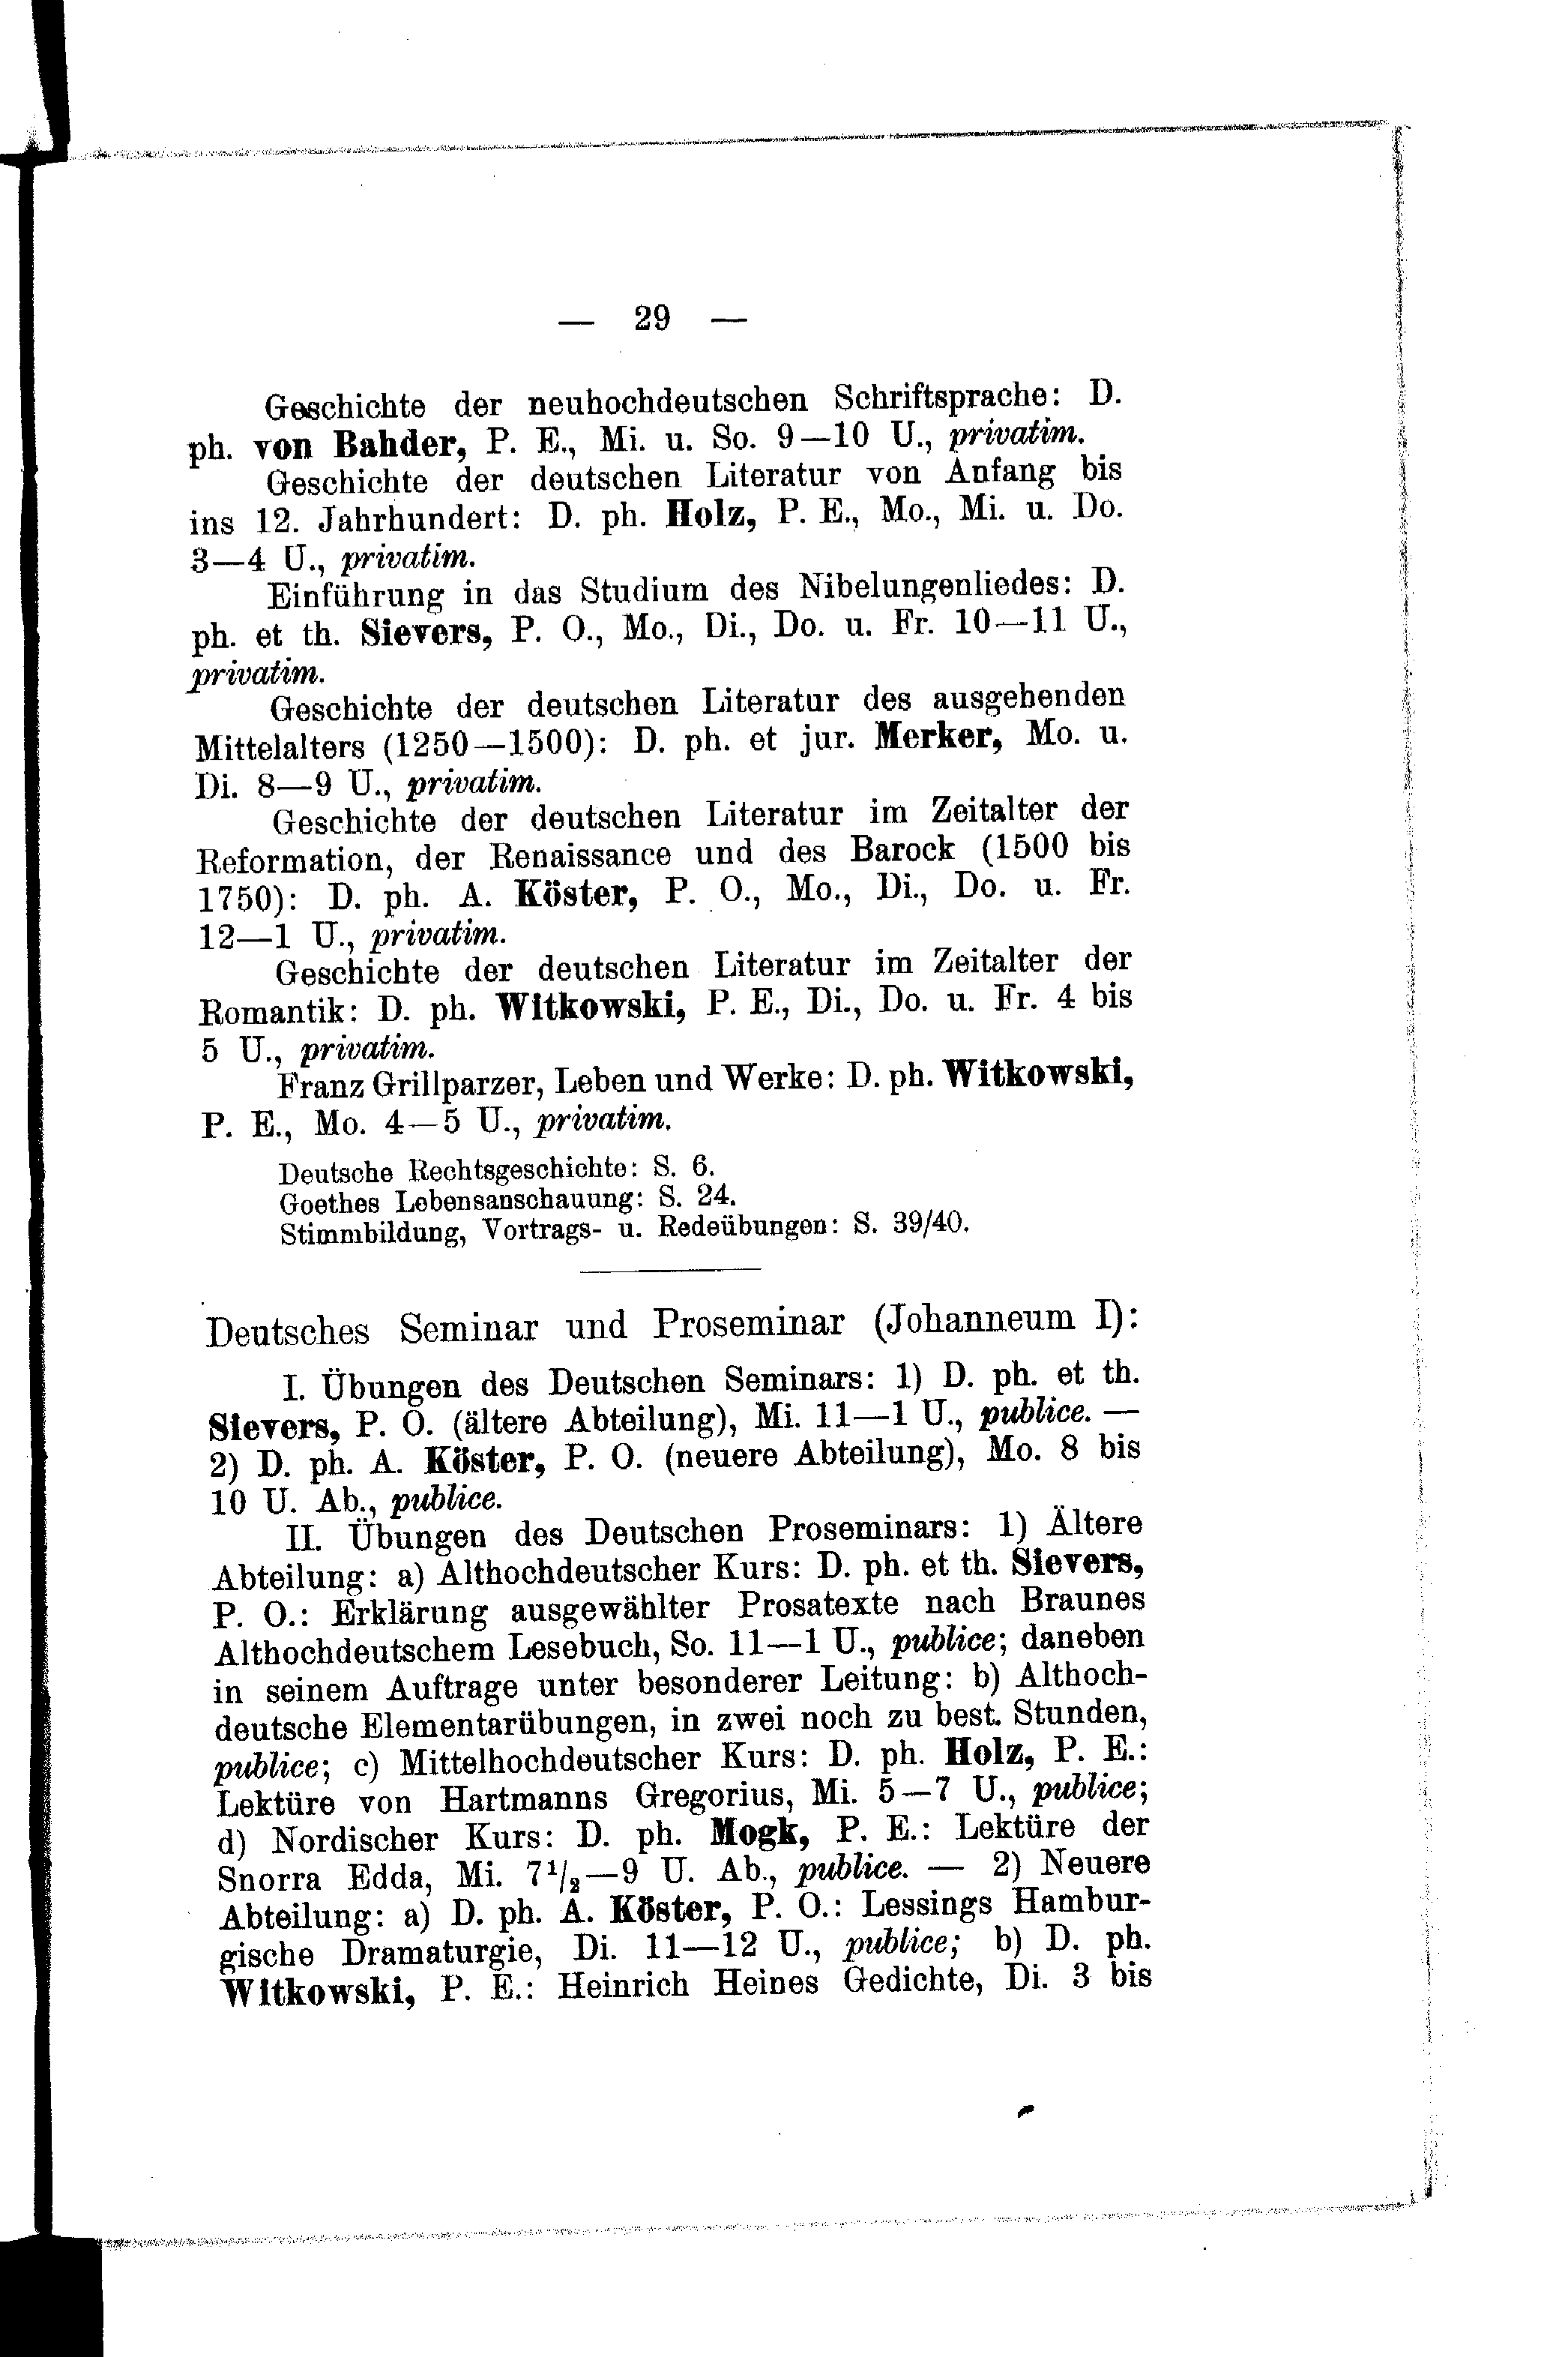 — 29 —
Geschichte der neuhochdeutschen Schriftsprache: D.
ph. von Bahder, P. E., Mi. u. So. 9—10 U., privatim.
Geschichte der deutschen Literatur von Anfang bis
ins 12. Jahrhundert: D. ph. Holz, P. E., Mo., Mi. u. Do.
3—4 U., privatim.
Einführung in das Studium des Nibelungenliedes: D.
ph. et th. Sievers, P. O., Mo., Di., Do. u. Fr. 10—11 U.,
privatim.
Geschichte der deutschen Literatur des ausgehenden
Mittelalters (1250—1500): D. ph. et jur. Merker, Mo. u.
Di. 8—9 U., privatim.
Geschichte der deutschen Literatur im Zeitalter der
Reformation, der Renaissance und des Barock (1500 bis
1750): D. ph. A. Köster, P. O., Mo., Di., Do. u. Fr.
12—1 U., privatim.
Geschichte der deutschen Literatur im Zeitalter der
Romantik: D. ph. Witkowski, P. E., Di., Do. u. Fr. 4 bis
5 U., privatim.
Franz Grillparzer, Leben und Werke: D. ph. Witkowski,
P. E., Mo. 4—5 U., privatim.
Deutsche Rechtsgeschichte: S. 6.
Goethes Lebensanschauung: S. 24.
Stimmbildung, Vortrags- u. Redeübungen: S. 39/40.
Deutsches Seminar und Proseminar (Johanneum I):
I. Übungen des Deutschen Seminars: 1) D. ph. et th.
Sievers, P. O. (ältere Abteilung), Mi. 11—1 U., publice. —
2) D. ph. A. Köster, P. O. (neuere Abteilung), Mo. 8 bis
10 U. Ab., publice.
II. Übungen des Deutschen Proseminars: 1) Ältere
Abteilung: a) Althochdeutscher Kurs: D. ph. et th. Sievers,
P. O.: Erklärung ausgewählter Prosatexte nach Braunes
Althochdeutschem Lesebuch, So. 11—1 U., publice; daneben
in seinem Auftrage unter besonderer Leitung: b) Althoch-
deutsche Elementarübungen, in zwei noch zu best. Stunden,
publice; c) Mittelhochdeutscher Kurs: D. ph. Holz, P. E.:
Lektüre von Hartmanns Gregorius, Mi. 5—7 U., publice;
d) Nordischer Kurs: D. ph. Mogk, P. E.: Lektüre der
Snorra Edda, Mi. 7¹/₂—9 U. Ab., publice. — 2) Neuere
Abteilung: a) D. ph. A. Köster, P. O.: Lessings Hambur-
gische Dramaturgie, Di. 11—12 U., publice; b) D. ph.
Witkowski, P. E.: Heinrich Heines Gedichte, Di. 3 bis